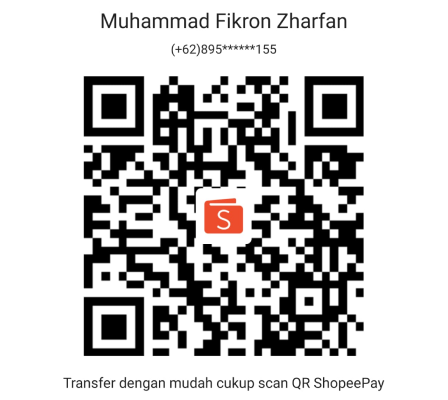 Muhammad Fikron Zharfan
(+62)895******155
S
Transfer dengan mudah cukup scan QR ShopeePay